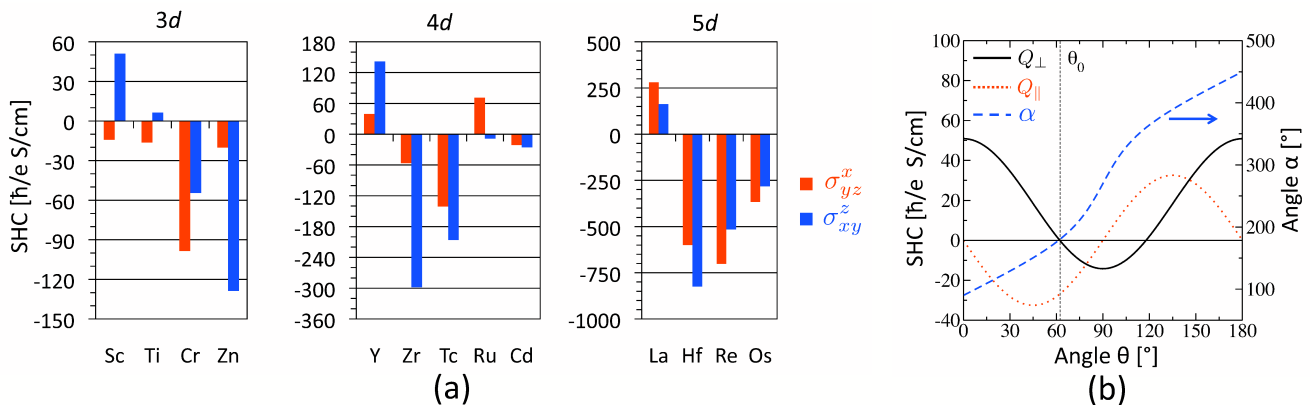 3d
SHC [ħ/e S/cm]
60
30
0
-30
-60
-90
-120
-150
Sc Ti Cr Zn
4d
180
120
60
0
-60
-120
-180
-240
-300
-360
Y Zr Tc Ru Cd
5d
500
250
0
-250
-500
-750
-1000
La Hf Re Os
σ^x_yz
σ^z_xy
(a)
SHC [ħ/e S/cm]
100
80
60
40
20
0
-20
-40
Q⊥
Q∥
α
θ₀
500
400
300
200
100
Angle α [°]
0 30 60 90 120 150 180
Angle θ [°]
(b)